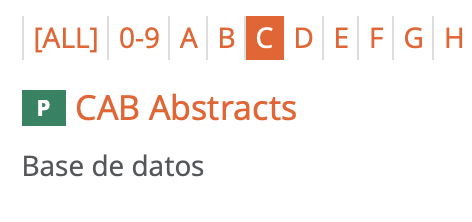 [ALL] 0-9 A B C D E F G H
P CAB Abstracts
Base de datos